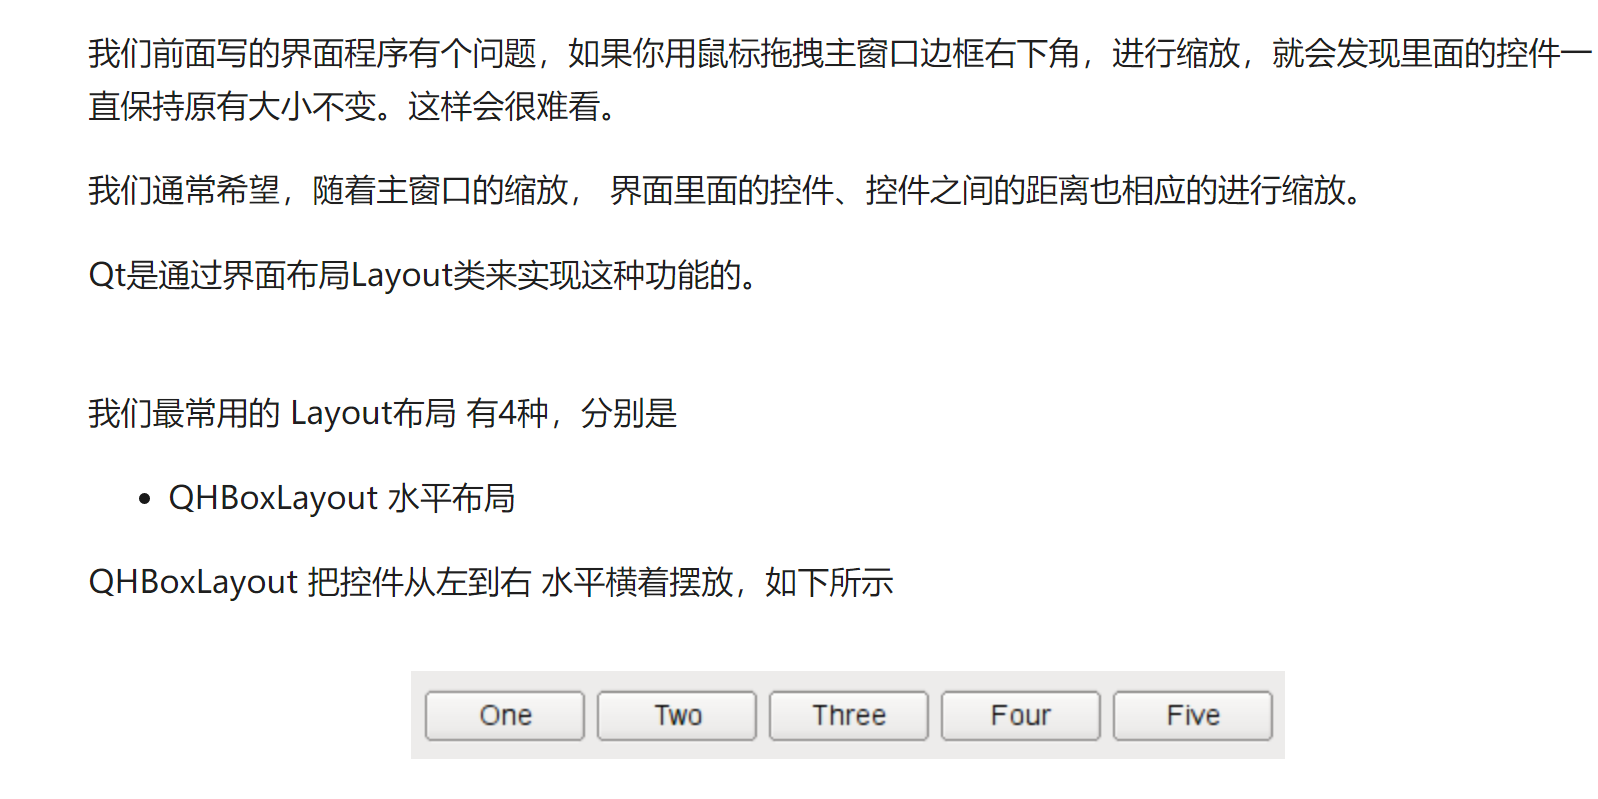 我们前面写的界面程序有个问题，如果你用鼠标拖拽主窗口边框右下角，进行缩放，就会发现里面的控件一
直保持原有大小不变。这样会很难看。
我们通常希望，随着主窗口的缩放， 界面里面的控件、控件之间的距离也相应的进行缩放。
Qt是通过界面布局Layout类来实现这种功能的。
我们最常用的 Layout布局 有4种，分别是
• QHBoxLayout 水平布局
QHBoxLayout 把控件从左到右 水平横着摆放，如下所示
One Two Three Four Five